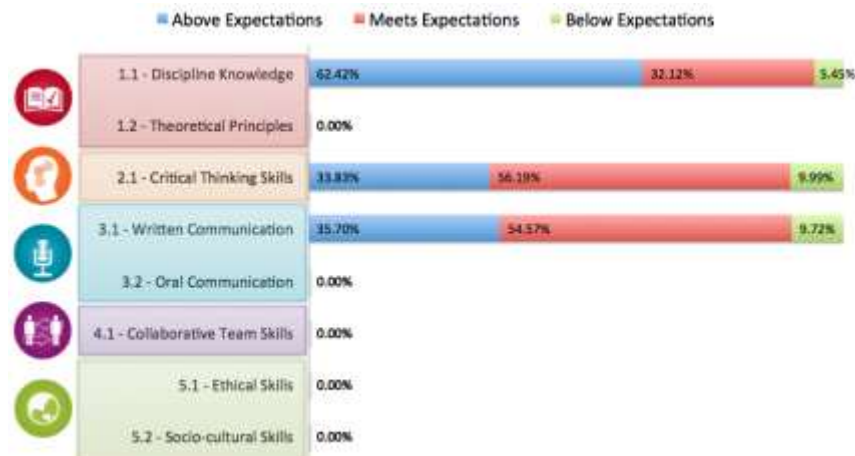 Above Expectations Meets Expectations Below Expectations
1.1 - Discipline Knowledge 62.42% 32.12% 5.45%
1.2 - Theoretical Principles 0.00%
2.1 - Critical Thinking Skills 33.83% 56.19% 9.99%
3.1 - Written Communication 35.70% 54.57% 9.72%
3.2 - Oral Communication 0.00%
4.1 - Collaborative Team Skills 0.00%
5.1 - Ethical Skills 0.00%
5.2 - Socio-cultural Skills 0.00%